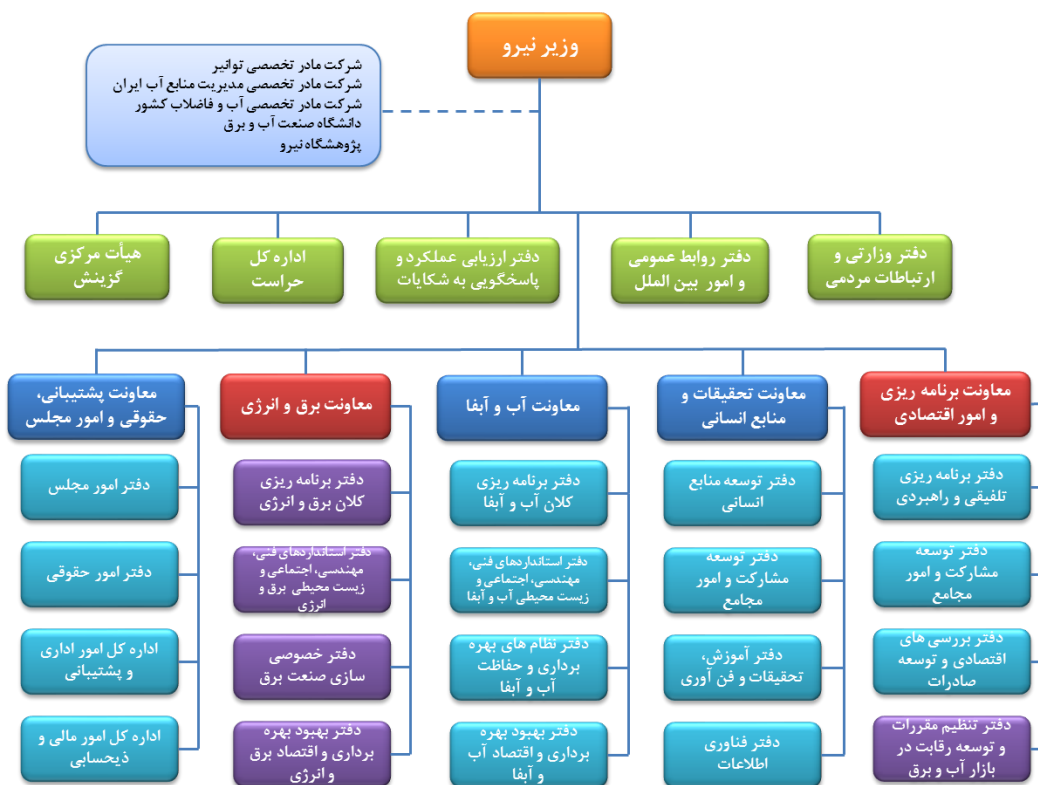 وزیر نیرو
شرکت مادر تخصصی توانیر
شرکت مادر تخصصی مدیریت منابع آب ایران
شرکت مادر تخصصی آب و فاضلاب کشور
دانشگاه صنعت آب و برق
پژوهشگاه نیرو
دفتر وزارتی و
ارتباطات مردمی
دفتر روابط عمومی
و امور بین الملل
دفتر ارزیابی عملکرد و
پاسخگویی به شکایات
اداره کل
حراست
هیأت مرکزی
گزینش
معاونت برنامه ریزی
و امور اقتصادی
دفتر برنامه ریزی
تلفیقی و راهبردی
دفتر توسعه
مشارکت و امور
مجامع
دفتر بررسی های
اقتصادی و توسعه
صادرات
دفتر تنظیم مقررات
و توسعه رقابت در
بازار آب و برق
معاونت تحقیقات و
منابع انسانی
دفتر توسعه منابع
انسانی
دفتر توسعه
مشارکت و امور
مجامع
دفتر آموزش،
تحقیقات و فن آوری
دفتر فناوری
اطلاعات
معاونت آب و آبفا
دفتر برنامه ریزی
کلان آب و آبفا
دفتر استانداردهای فنی،
مهندسی، اجتماعی و
زیست محیطی آب و آبفا
دفتر نظام های بهره
برداری و حفاظت
آب و آبفا
دفتر بهبود بهره
برداری و اقتصاد آب
و آبفا
معاونت برق و انرژی
دفتر برنامه ریزی
کلان برق و انرژی
دفتر استانداردهای فنی،
مهندسی، اجتماعی و
زیست محیطی برق و
انرژی
دفتر خصوصی
سازی صنعت برق
دفتر بهبود بهره
برداری و اقتصاد برق
و انرژی
معاونت پشتیبانی،
حقوقی و امور مجلس
دفتر امور مجلس
دفتر امور حقوقی
اداره کل امور اداری
و پشتیبانی
اداره کل امور مالی و
ذیحسابی